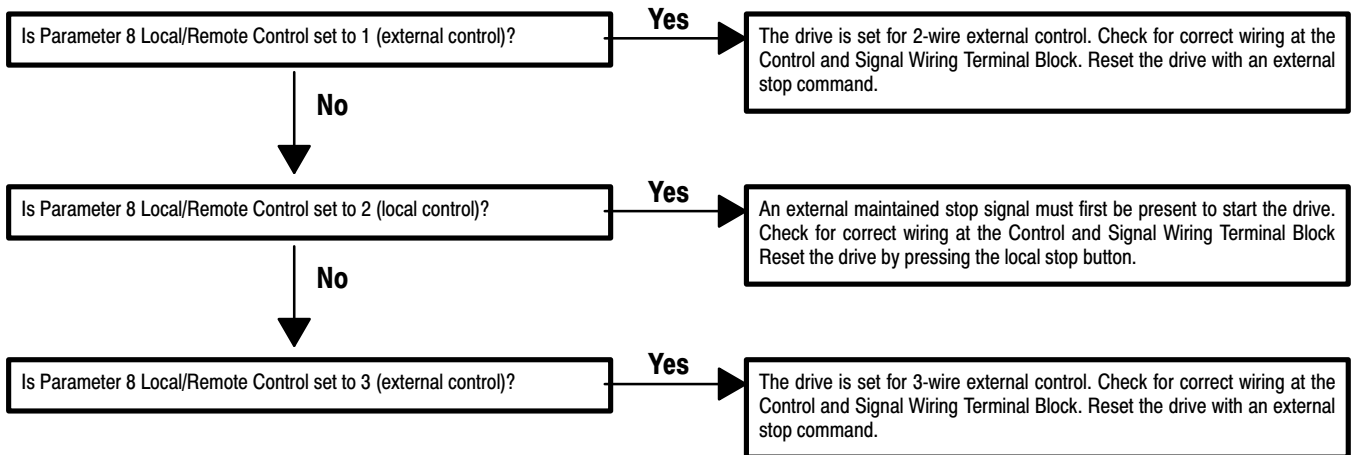 Is Parameter 8 Local/Remote Control set to 1 (external control)?
Yes
The drive is set for 2-wire external control. Check for correct wiring at the
Control and Signal Wiring Terminal Block. Reset the drive with an external
stop command.
No
Is Parameter 8 Local/Remote Control set to 2 (local control)?
Yes
An external maintained stop signal must first be present to start the drive.
Check for correct wiring at the Control and Signal Wiring Terminal Block
Reset the drive by pressing the local stop button.
No
Is Parameter 8 Local/Remote Control set to 3 (external control)?
Yes
The drive is set for 3-wire external control. Check for correct wiring at the
Control and Signal Wiring Terminal Block. Reset the drive with an external
stop command.